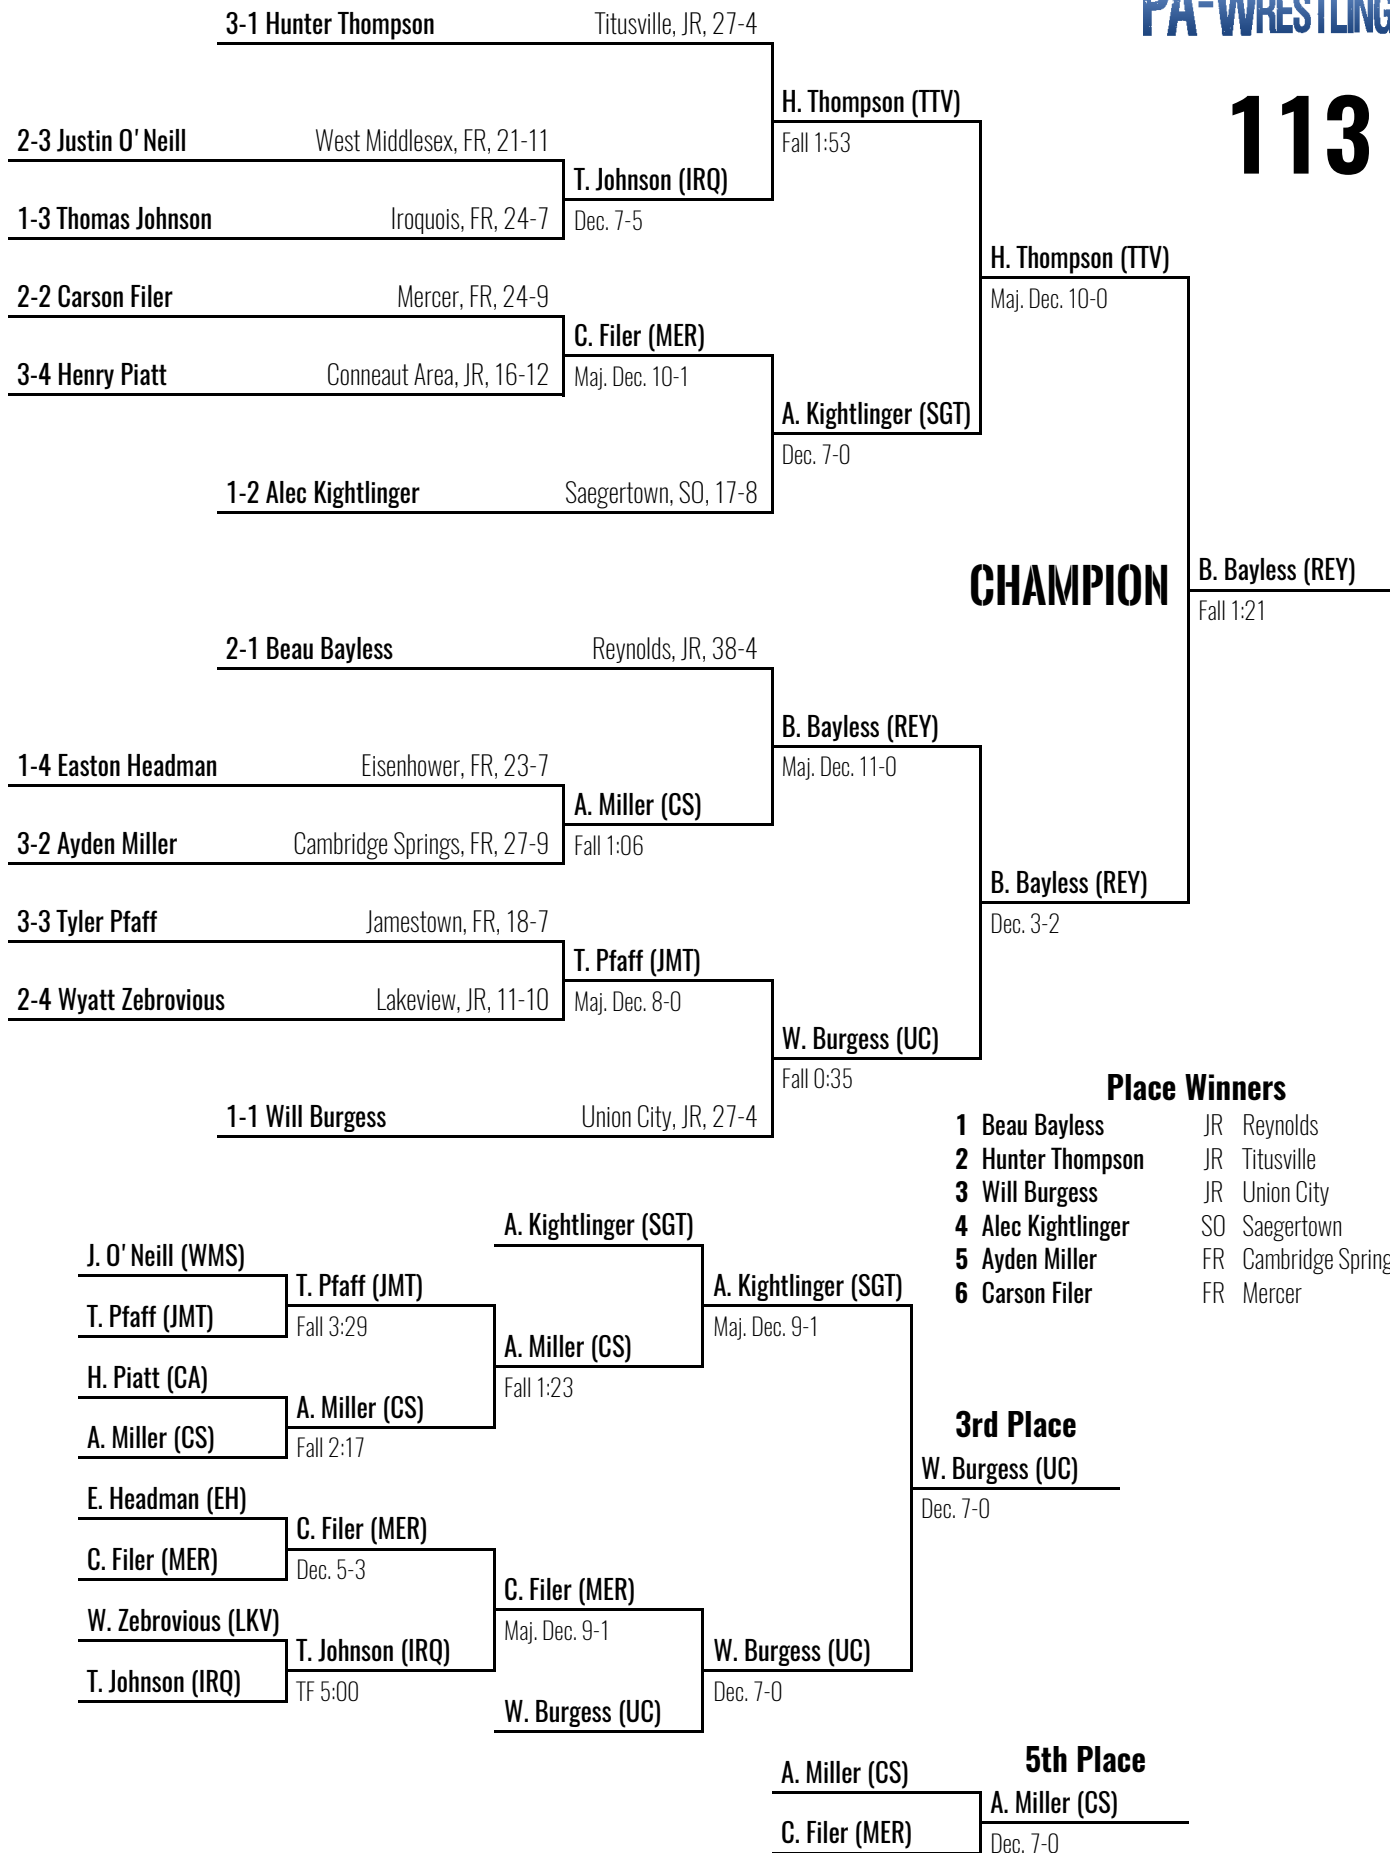 PA-WRESTLING
113
3-1 Hunter Thompson Titusville, JR, 27-4
H. Thompson (TTV)
Fall 1:53
2-3 Justin O'Neill West Middlesex, FR, 21-11
T. Johnson (IRQ)
Dec. 7-5
1-3 Thomas Johnson Iroquois, FR, 24-7
H. Thompson (TTV)
Maj. Dec. 10-0
2-2 Carson Filer Mercer, FR, 24-9
C. Filer (MER)
Maj. Dec. 10-1
3-4 Henry Piatt Conneaut Area, JR, 16-12
A. Kightlinger (SGT)
Dec. 7-0
1-2 Alec Kightlinger Saegertown, SO, 17-8
CHAMPION
B. Bayless (REY)
Fall 1:21
2-1 Beau Bayless Reynolds, JR, 38-4
B. Bayless (REY)
Maj. Dec. 11-0
1-4 Easton Headman Eisenhower, FR, 23-7
A. Miller (CS)
Fall 1:06
3-2 Ayden Miller Cambridge Springs, FR, 27-9
B. Bayless (REY)
Dec. 3-2
3-3 Tyler Pfaff Jamestown, FR, 18-7
T. Pfaff (JMT)
Maj. Dec. 8-0
2-4 Wyatt Zebrovious Lakeview, JR, 11-10
W. Burgess (UC)
Fall 0:35
1-1 Will Burgess Union City, JR, 27-4
Place Winners
1 Beau Bayless JR Reynolds
2 Hunter Thompson JR Titusville
3 Will Burgess JR Union City
4 Alec Kightlinger SO Saegertown
5 Ayden Miller FR Cambridge Spring
6 Carson Filer FR Mercer
A. Kightlinger (SGT)
J. O'Neill (WMS)
T. Pfaff (JMT)
Fall 3:29
T. Pfaff (JMT)
A. Kightlinger (SGT)
Maj. Dec. 9-1
A. Miller (CS)
Fall 1:23
H. Piatt (CA)
A. Miller (CS)
Fall 2:17
A. Miller (CS)
3rd Place
W. Burgess (UC)
Dec. 7-0
E. Headman (EH)
C. Filer (MER)
Dec. 5-3
C. Filer (MER)
C. Filer (MER)
Maj. Dec. 9-1
W. Zebrovious (LKV)
T. Johnson (IRQ)
TF 5:00
T. Johnson (IRQ)
W. Burgess (UC)
Dec. 7-0
W. Burgess (UC)
5th Place
A. Miller (CS)
A. Miller (CS)
Dec. 7-0
C. Filer (MER)